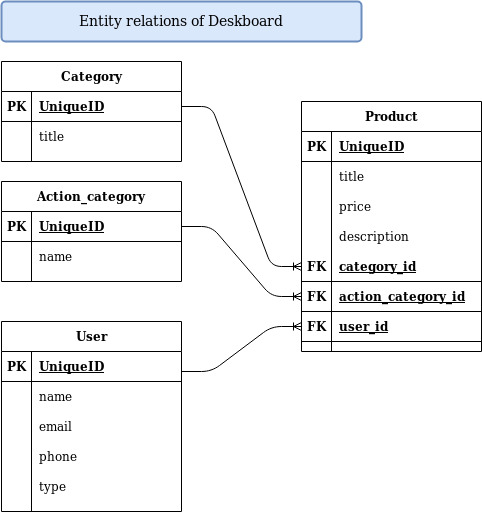 Entity relations of Deskboard
Category
PK UniqueID
title
Action_category
PK UniqueID
name
User
PK UniqueID
name
email
phone
type
Product
PK UniqueID
title
price
description
FK category_id
FK action_category_id
FK user_id